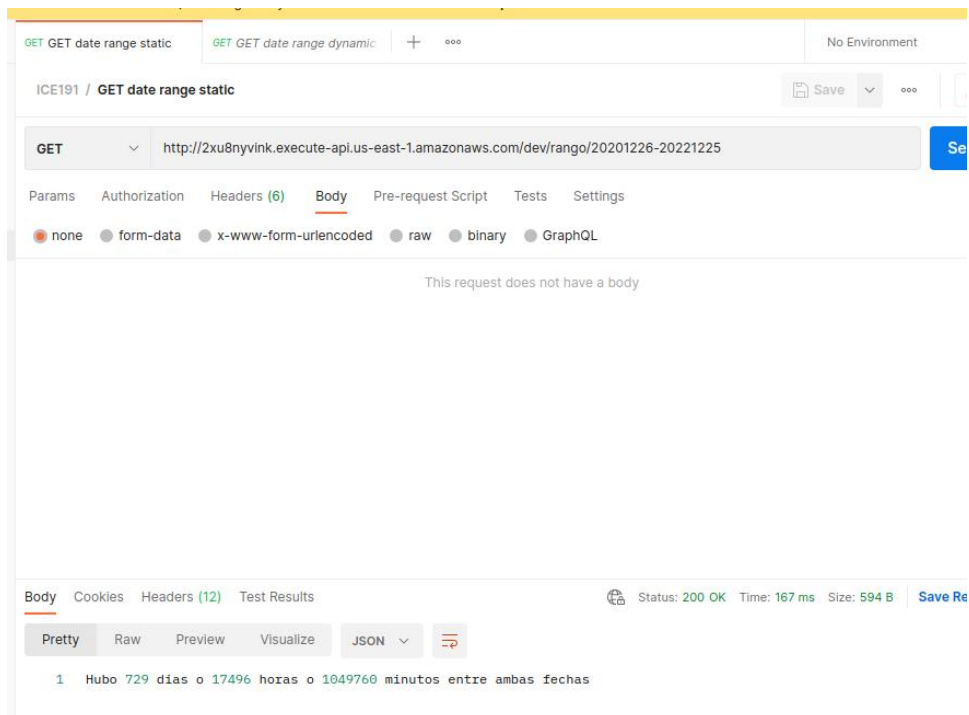 GET GET date range static GET GET date range dynamic No Environment
ICE191 / GET date range static Save
GET http://2xu8nyvink.execute-api.us-east-1.amazonaws.com/dev/rango/20201226-20221225 Se
Params Authorization Headers (6) Body Pre-request Script Tests Settings
none form-data x-www-form-urlencoded raw binary GraphQL
This request does not have a body
Body Cookies Headers (12) Test Results Status: 200 OK Time: 167 ms Size: 594 B Save Re
Pretty Raw Preview Visualize JSON
1 Hubo 729 dias o 17496 horas o 1049760 minutos entre ambas fechas